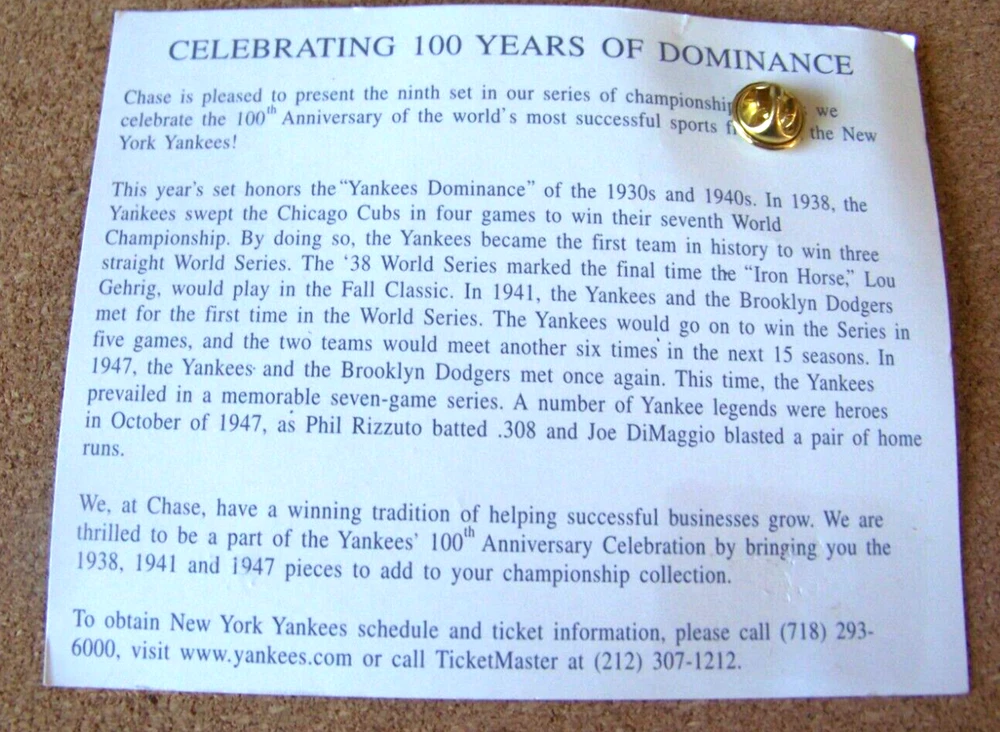 CELEBRATING 100 YEARS OF DOMINANCE
Chase is pleased to present the ninth set in our series of championship we
celebrate the 100th Anniversary of the world's most successful sports the New
York Yankees!
This year's set honors the "Yankees Dominance" of the 1930s and 1940s. In 1938, the
Yankees swept the Chicago Cubs in four games to win their seventh World
Championship. By doing so, the Yankees became the first team in history to win three
straight World Series. The '38 World Series marked the final time the "Iron Horse," Lou
Gehrig, would play in the Fall Classic. In 1941, the Yankees and the Brooklyn Dodgers
met for the first time in the World Series. The Yankees would go on to win the Series in
five games, and the two teams would meet another six times in the next 15 seasons. In
1947, the Yankees and the Brooklyn Dodgers met once again. This time, the Yankees
prevailed in a memorable seven-game series. A number of Yankee legends were heroes
in October of 1947, as Phil Rizzuto batted .308 and Joe DiMaggio blasted a pair of home
runs.
We, at Chase, have a winning tradition of helping successful businesses grow. We are
thrilled to be a part of the Yankees' 100th Anniversary Celebration by bringing you the
1938, 1941 and 1947 pieces to add to your championship collection.
To obtain New York Yankees schedule and ticket information, please call (718) 293-
6000, visit www.yankees.com or call TicketMaster at (212) 307-1212.